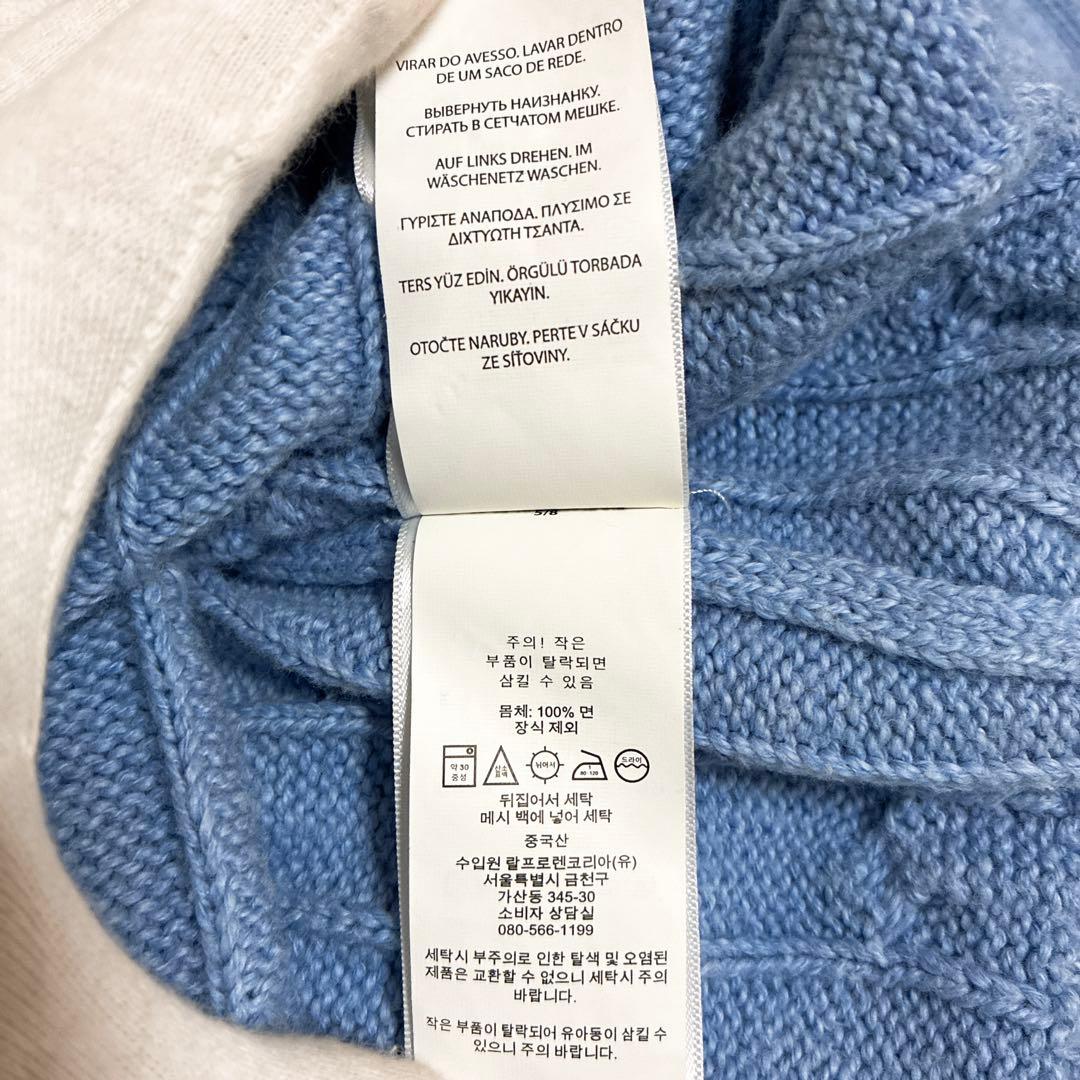 VIRAR DO AVESSO. LAVAR DENTRO
DE UM SACO DE REDE.
ВЫВЕРНУТЬ НАИЗНАНКУ.
СТИРАТЬ В СЕТЧАТОМ МЕШКЕ.
AUF LINKS DREHEN. IM
WÄSCHENETZ WASCHEN.
ΓΥΡΙΣΤΕ ΑΝΑΠΟΔΑ. ΠΛΥΣΙΜΟ ΣΕ
ΔΙΧΤΥΩΤΗ ΤΣΑΝΤΑ.
TERS YÜZ EDİN. ÖRGÜLÜ TORBADA
YIKAYIN.
OTOČTE NARUBY. PERTE V SÁČKU
ZE SÍŤOVINY.
5/8
주의! 작은
부품이 탈락되면
삼킬 수 있음
몸체: 100% 면
장식 제외
약 30
중성
산소
표백
뉘어서
1
80-120
드라이
뒤집어서 세탁
메시 백에 넣어 세탁
중국산
수입원 랄프로렌코리아(유)
서울특별시 금천구
가산동 345-30
소비자 상담실
080-566-1199
세탁시 부주의로 인한 탈색 및 오염된
제품은 교환할 수 없으니 세탁시 주의
바랍니다.
작은 부품이 탈락되어 유아동이 삼킬 수
있으니 주의 바랍니다.